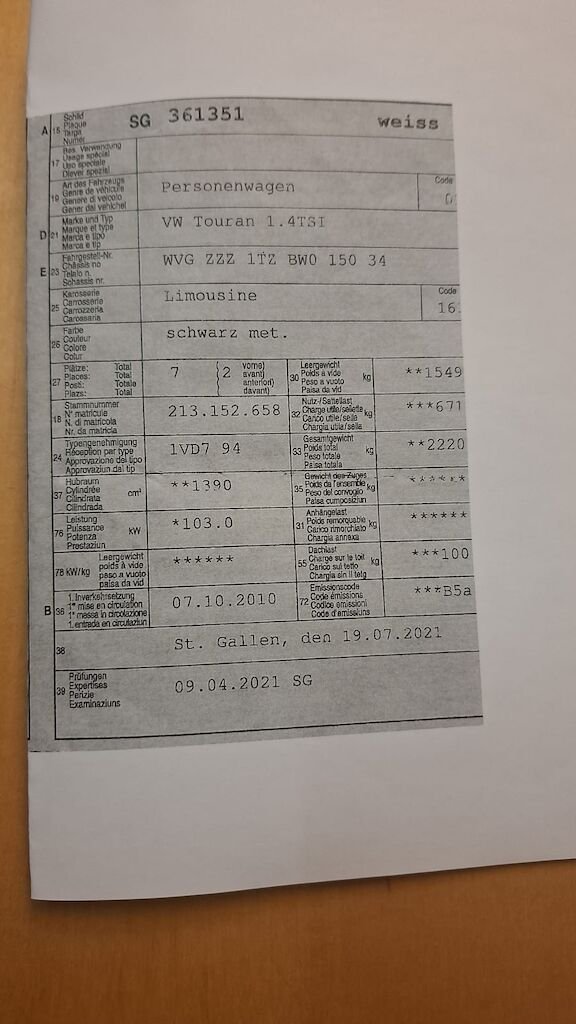 A 15 Schild
Plaque
Targa
Numer
SG 361351 weiss
17 Bes. Verwendung
Usage spécial
Uso speciale
Diever spezial
19 Art des Fahrzeugs
Genre de véhicule
Genere di veicolo
Gener dal vehichel
Personenwagen
Code
D 21 Marke und Typ
Marque et type
Marca e tipo
Marca e tip
VW Touran 1.4TSI
E 23 Fahrgestell-Nr.
Châssis no
Telaio n.
Schassis nr.
WVG ZZZ 1TZ BW0 150 34
25 Karosserie
Carrosserie
Carrozzeria
Carossaria
Limousine
Code
16
26 Farbe
Couleur
Colore
Colur
schwarz met.
27 Plätze: Total
Places: Total
Posti: Totale
Plazs: Total
7
2 vorne)
avant)
anteriori)
davant)
30 Leergewicht
Poids à vide
Peso a vuoto
Paisa da vid
kg
**1549
18 Stammnummer
N° matricule
N. di matricola
Nr. da matricla
213.152.658
32 Nutz-/Sattellast
Charge utile/sellette
Carico utile/sella
Chargia utila/sella
kg
***671
24 Typengenehmigung
Réception par type
Approvazione del tipo
Approvaziun dal tip
1VD7 94
33 Gesamtgewicht
Poids total
Peso totale
Paisa totala
kg
**2220
37 Hubraum
Cylindrée
Cilindrata
Cilindrada
cm³
**1390
35 Gewicht des Zuges
Poids de l'ensemble
Peso del convoglio
Paisa cumposiziun
kg
******
76 Leistung
Puissance
Potenza
Prestaziun
kW
*103.0
31 Anhängelast
Poids remorquable
Carico rimorchiato
Chargia annexa
kg
******
78 kW/kg Leergewicht
poids à vide
peso a vuoto
paisa da vid
******
55 Dachlast
Charge sur le toit
Carico sul tetto
Chargia sin il tetg
kg
***100
B 36 1. Inverkehrsetzung
1re mise en circulation
1a messa in circolazione
1. entrada en circulaziun
07.10.2010
72 Emissionscode
Code émissions
Codice emissioni
Code d'emissiuns
***B5a
38
St. Gallen, den 19.07.2021
39 Prüfungen
Expertises
Perizie
Examinaziuns
09.04.2021 SG